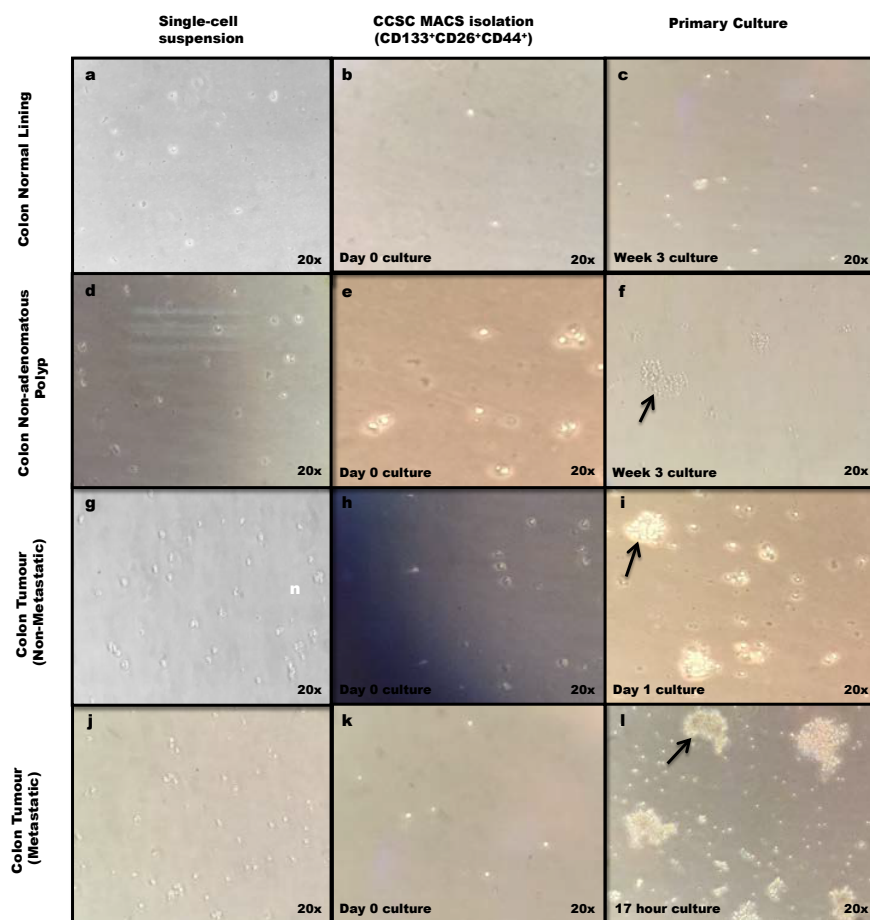 Single-cell
suspension
CCSC MACS isolation
(CD133⁺CD26⁺CD44⁺)
Primary Culture
Colon Normal Lining
a
20x
b
Day 0 culture
20x
c
Week 3 culture
20x
Colon Non-adenomatous
Polyp
d
20x
e
Day 0 culture
20x
f
Week 3 culture
20x
Colon Tumour
(Non-Metastatic)
g
n
20x
h
Day 0 culture
20x
i
Day 1 culture
20x
Colon Tumour
(Metastatic)
j
20x
k
Day 0 culture
20x
l
17 hour culture
20x